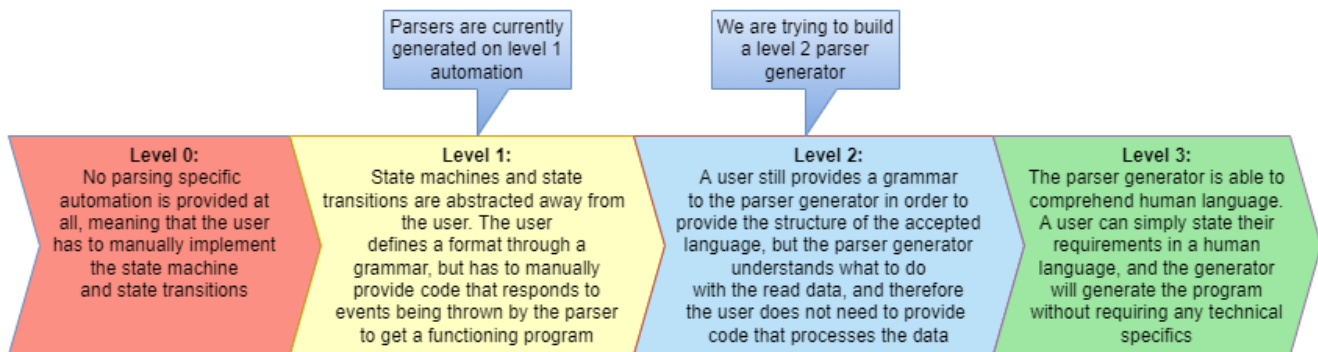 Parsers are currently
generated on level 1
automation
We are trying to build
a level 2 parser
generator
Level 0:
No parsing specific
automation is provided at
all, meaning that the user
has to manually implement
the state machine
and state transitions
Level 1:
State machines and state
transitions are abstracted away from
the user. The user
defines a format through a
grammar, but has to manually
provide code that responds to
events being thrown by the parser
to get a functioning program
Level 2:
A user still provides a grammar
to the parser generator in order to
provide the structure of the accepted
language, but the parser generator
understands what to do
with the read data, and therefore
the user does not need to provide
code that processes the data
Level 3:
The parser generator is able to
comprehend human language.
A user can simply state their
requirements in a human
language, and the generator
will generate the program
without requiring any technical
specifics